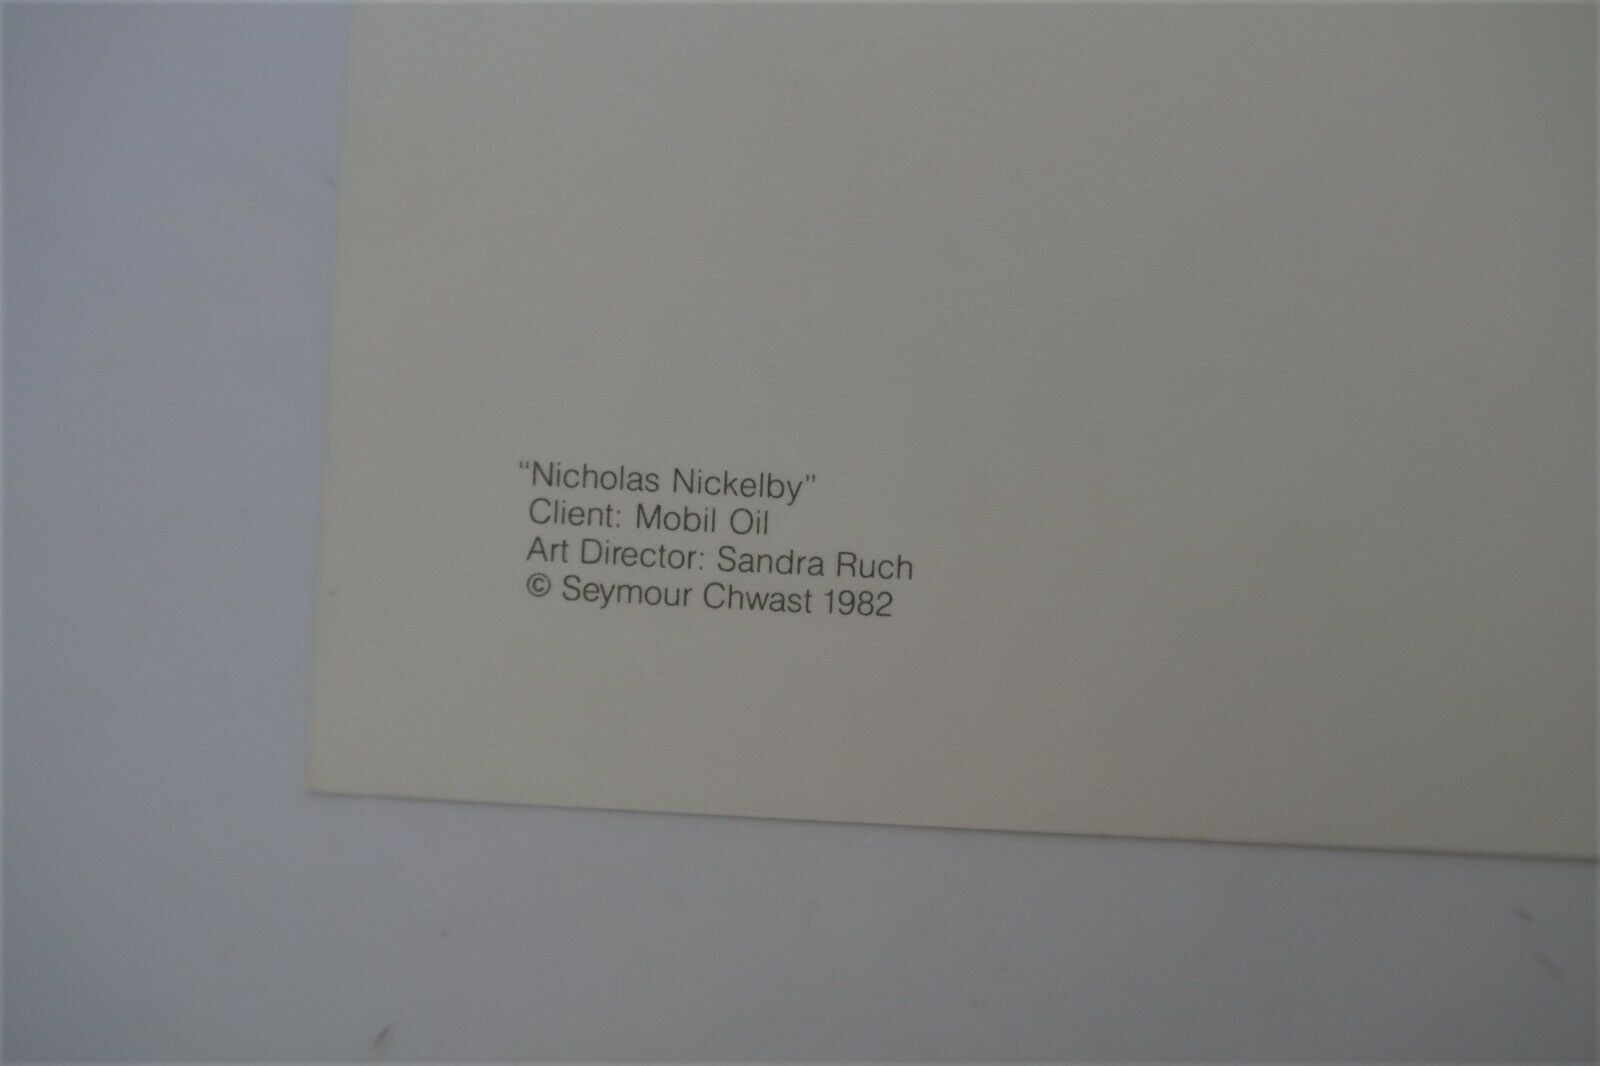 “Nicholas Nickelby”
Client: Mobil Oil
Art Director: Sandra Ruch
© Seymour Chwast 1982